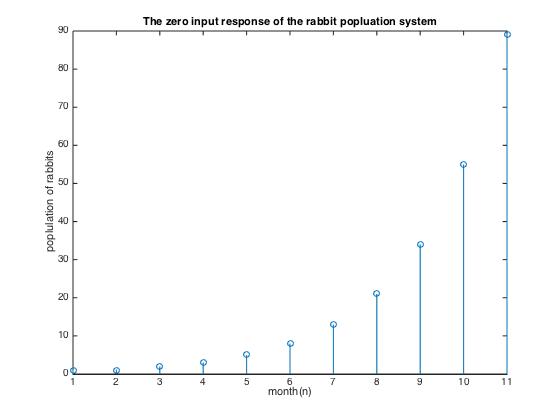 The zero input response of the rabbit popluation system
90
80
70
60
50
40
30
20
10
0
poplulation of rabbits
1 2 3 4 5 6 7 8 9 10 11
month(n)